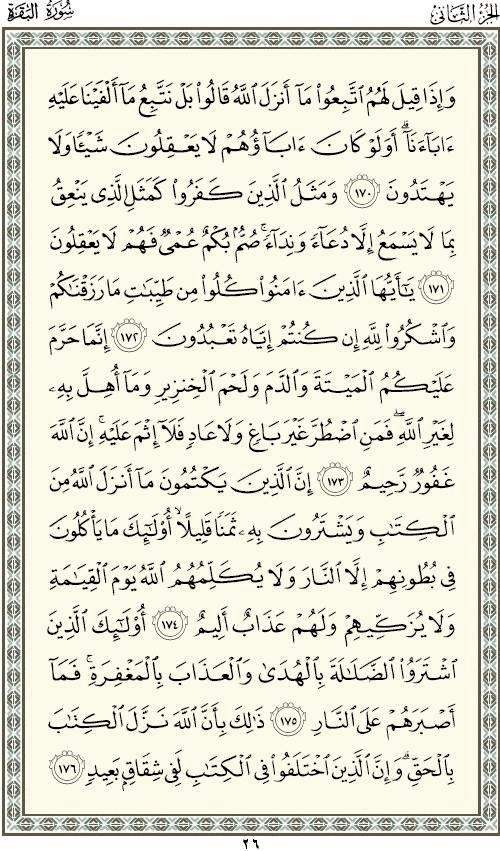 الجزء الثاني
سورة البقرة
وَإِذَا قِيلَ لَهُمُ ٱتَّبِعُوا۟ مَآ أَنزَلَ ٱللَّهُ قَالُوا۟ بَلْ نَتَّبِعُ مَآ أَلْفَيْنَا عَلَيْهِ
ءَابَآءَنَآ ۗ أَوَلَوْ كَانَ ءَابَآؤُهُمْ لَا يَعْقِلُونَ شَيْـًٔا وَلَا
يَهْتَدُونَ ١٧٠ وَمَثَلُ ٱلَّذِينَ كَفَرُوا۟ كَمَثَلِ ٱلَّذِى يَنْعِقُ
بِمَا لَا يَسْمَعُ إِلَّا دُعَآءً وَنِدَآءً ۚ صُمٌّۢ بُكْمٌ عُمْىٌ فَهُمْ لَا يَعْقِلُونَ
١٧١ يَـٰٓأَيُّهَا ٱلَّذِينَ ءَامَنُوا۟ كُلُوا۟ مِن طَيِّبَـٰتِ مَا رَزَقْنَـٰكُمْ
وَٱشْكُرُوا۟ لِلَّهِ إِن كُنتُمْ إِيَّاهُ تَعْبُدُونَ ١٧٢ إِنَّمَا حَرَّمَ
عَلَيْكُمُ ٱلْمَيْتَةَ وَٱلدَّمَ وَلَحْمَ ٱلْخِنزِيرِ وَمَآ أُهِلَّ بِهِۦ
لِغَيْرِ ٱللَّهِ ۖ فَمَنِ ٱضْطُرَّ غَيْرَ بَاغٍ وَلَا عَادٍ فَلَآ إِثْمَ عَلَيْهِ ۚ إِنَّ ٱللَّهَ
غَفُورٌ رَّحِيمٌ ١٧٣ إِنَّ ٱلَّذِينَ يَكْتُمُونَ مَآ أَنزَلَ ٱللَّهُ مِنَ
ٱلْكِتَـٰبِ وَيَشْتَرُونَ بِهِۦ ثَمَنًا قَلِيلًا ۙ أُو۟لَـٰٓئِكَ مَا يَأْكُلُونَ
فِى بُطُونِهِمْ إِلَّا ٱلنَّارَ وَلَا يُكَلِّمُهُمُ ٱللَّهُ يَوْمَ ٱلْقِيَـٰمَةِ
وَلَا يُزَكِّيهِمْ وَلَهُمْ عَذَابٌ أَلِيمٌ ١٧٤ أُو۟لَـٰٓئِكَ ٱلَّذِينَ
ٱشْتَرَوُا۟ ٱلضَّلَـٰلَةَ بِٱلْهُدَىٰ وَٱلْعَذَابَ بِٱلْمَغْفِرَةِ ۚ فَمَآ
أَصْبَرَهُمْ عَلَى ٱلنَّارِ ١٧٥ ذَٰلِكَ بِأَنَّ ٱللَّهَ نَزَّلَ ٱلْكِتَـٰبَ
بِٱلْحَقِّ ۗ وَإِنَّ ٱلَّذِينَ ٱخْتَلَفُوا۟ فِى ٱلْكِتَـٰبِ لَفِى شِقَاقٍۭ بَعِيدٍ ١٧٦
٢٦